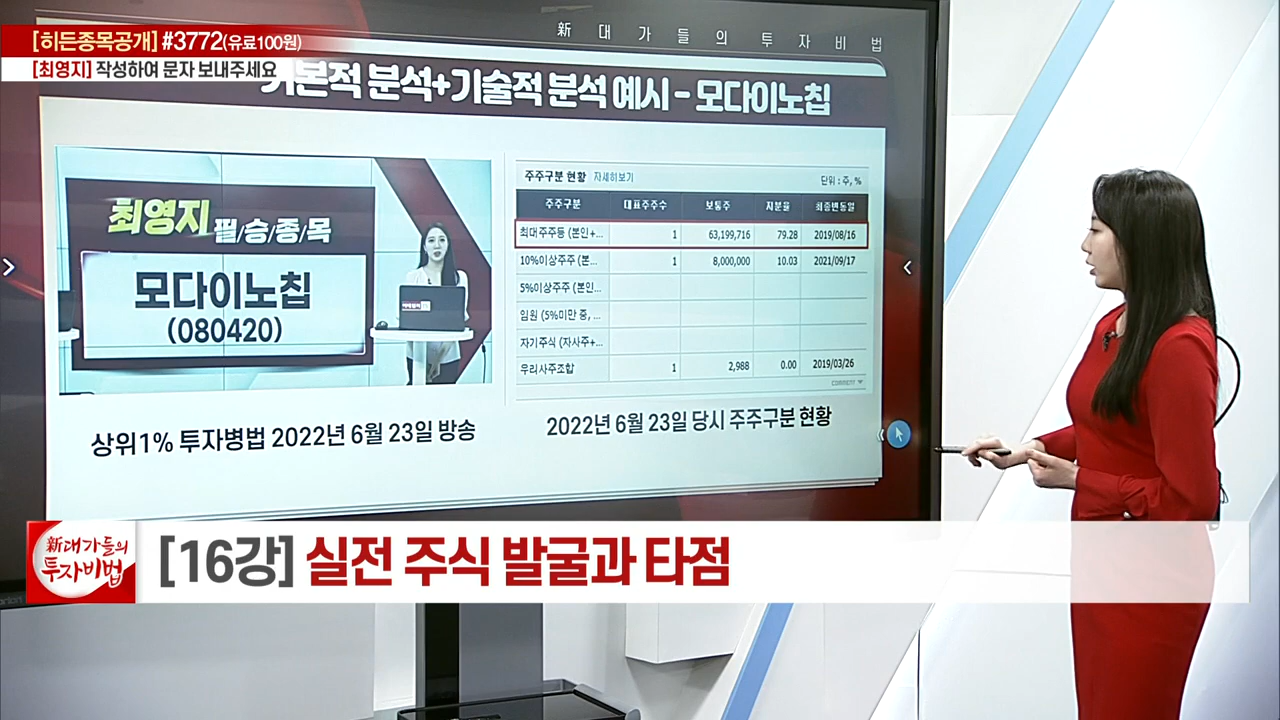 [히든종목공개] #3772(유료100원)
[최영지] 작성하여 문자 보내주세요
新대가들의 투자비법
기본적 분석+기술적 분석 예시 - 모다이노칩
최영지 필/승/종/목
모다이노칩
(080420)
상위1% 투자병법 2022년 6월 23일 방송
주주구분 현황 자세히보기
단위 : 주, %
주주구분 대표주주수 보통주 지분율 최종변동일
최대주주등 (본인+... 1 63,199,716 79.28 2019/08/16
10%이상주주 (본... 1 8,000,000 10.03 2021/09/17
5%이상주주 (본인...
임원 (5%미만 중, ...
자기주식 (자사주+...
우리사주조합 1 2,988 0.00 2019/03/26
COMMENT
2022년 6월 23일 당시 주주구분 현황
新대가들의
투자비법
[16강] 실전 주식 발굴과 타점